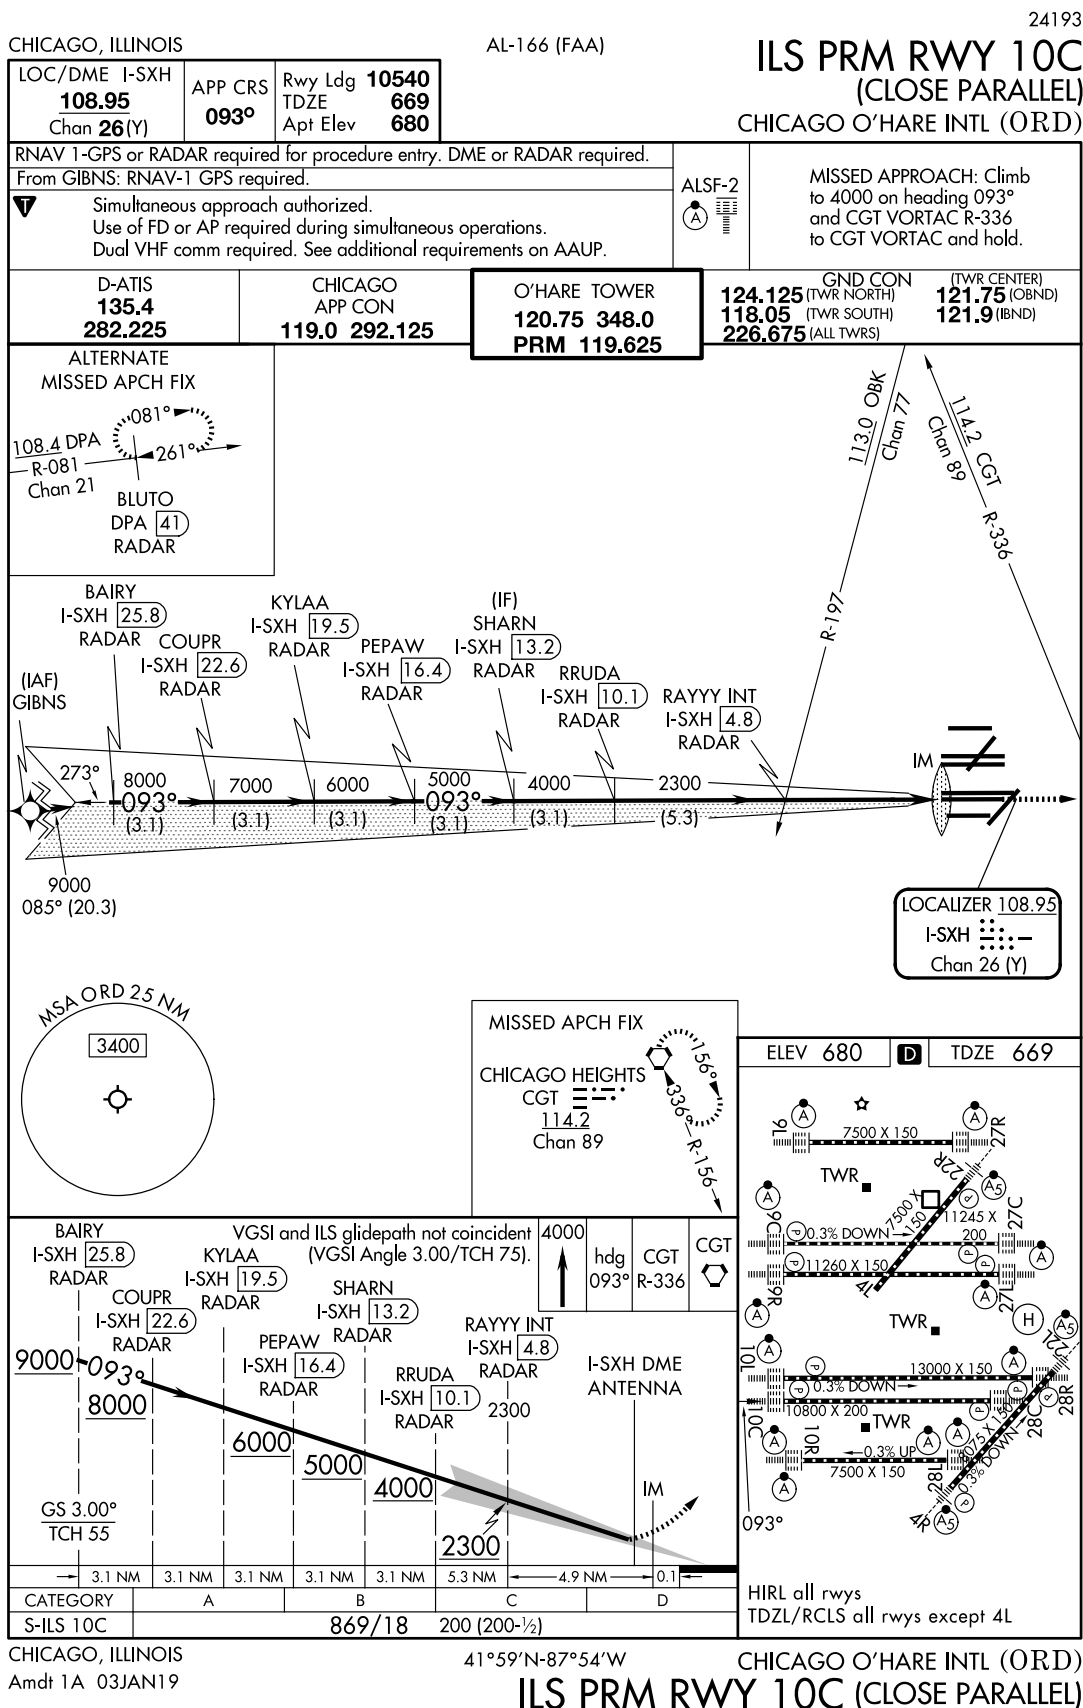 24193
CHICAGO, ILLINOIS
AL-166 (FAA)
ILS PRM RWY 10C
(CLOSE PARALLEL)
CHICAGO O'HARE INTL (ORD)
LOC/DME I-SXH
108.95
Chan 26 (Y)
APP CRS
093°
Rwy Ldg 10540
TDZE 669
Apt Elev 680
RNAV 1-GPS or RADAR required for procedure entry. DME or RADAR required.
From GIBNS: RNAV-1 GPS required.
T
Simultaneous approach authorized.
Use of FD or AP required during simultaneous operations.
Dual VHF comm required. See additional requirements on AAUP.
ALSF-2
A
MISSED APPROACH: Climb
to 4000 on heading 093°
and CGT VORTAC R-336
to CGT VORTAC and hold.
D-ATIS
135.4
282.225
CHICAGO
APP CON
119.0 292.125
O'HARE TOWER
120.75 348.0
PRM 119.625
GND CON
124.125 (TWR NORTH)
118.05 (TWR SOUTH)
226.675 (ALL TWRS)
(TWR CENTER)
121.75 (OBND)
121.9 (IBND)
ALTERNATE
MISSED APCH FIX
081°
261°
108.4 DPA
R-081
Chan 21
BLUTO
DPA 41
RADAR
113.0 OBK
Chan 77
R-197
114.2 CGT
Chan 89
R-336
(IAF)
GIBNS
BAIRY
I-SXH 25.8
RADAR
COUPR
I-SXH 22.6
RADAR
KYLAA
I-SXH 19.5
RADAR
PEPAW
I-SXH 16.4
RADAR
(IF)
SHARN
I-SXH 13.2
RADAR
RRUDA
I-SXH 10.1
RADAR
RAYYY INT
I-SXH 4.8
RADAR
IM
273°
8000
7000
6000
5000
4000
2300
093°
093°
(3.1)
(3.1)
(3.1)
(3.1)
(3.1)
(5.3)
9000
085° (20.3)
LOCALIZER 108.95
I-SXH
Chan 26 (Y)
MSA ORD 25 NM
3400
MISSED APCH FIX
CHICAGO HEIGHTS
CGT
114.2
Chan 89
156°
336°
R-156
ELEV 680
D
TDZE 669
A
A
9L
7500 X 150
27R
TWR
22R
A5
A
9C
P
0.3% DOWN
7500 X
150
P
11245 X
200
27C
P
11260 X 150
P
P
A
9R
4L
27L
A
A
TWR
H
A5
22L
10L
A
P
13000 X 150
A
28R
P
0.3% DOWN
P
P
10C
10800 X 200
P
28C
A
10R
TWR
A
A
8075 X 150
0.3% DOWN
0.3% UP
7500 X 150
28L
A
P
4R
A5
093°
HIRL all rwys
TDZL/RCLS all rwys except 4L
VGSI and ILS glidepath not coincident
(VGSI Angle 3.00/TCH 75).
4000
hdg
093°
CGT
R-336
CGT
BAIRY
I-SXH 25.8
RADAR
COUPR
I-SXH 22.6
RADAR
KYLAA
I-SXH 19.5
RADAR
PEPAW
I-SXH 16.4
RADAR
SHARN
I-SXH 13.2
RADAR
RRUDA
I-SXH 10.1
RADAR
RAYYY INT
I-SXH 4.8
RADAR
2300
I-SXH DME
ANTENNA
IM
9000
093°
8000
6000
5000
4000
2300
GS 3.00°
TCH 55
3.1 NM
3.1 NM
3.1 NM
3.1 NM
3.1 NM
5.3 NM
4.9 NM
0.1
CATEGORY A B C D
S-ILS 10C 869/18 200 (200-½)
CHICAGO, ILLINOIS
Amdt 1A 03JAN19
41°59'N-87°54'W
CHICAGO O'HARE INTL (ORD)
ILS PRM RWY 10C (CLOSE PARALLEL)